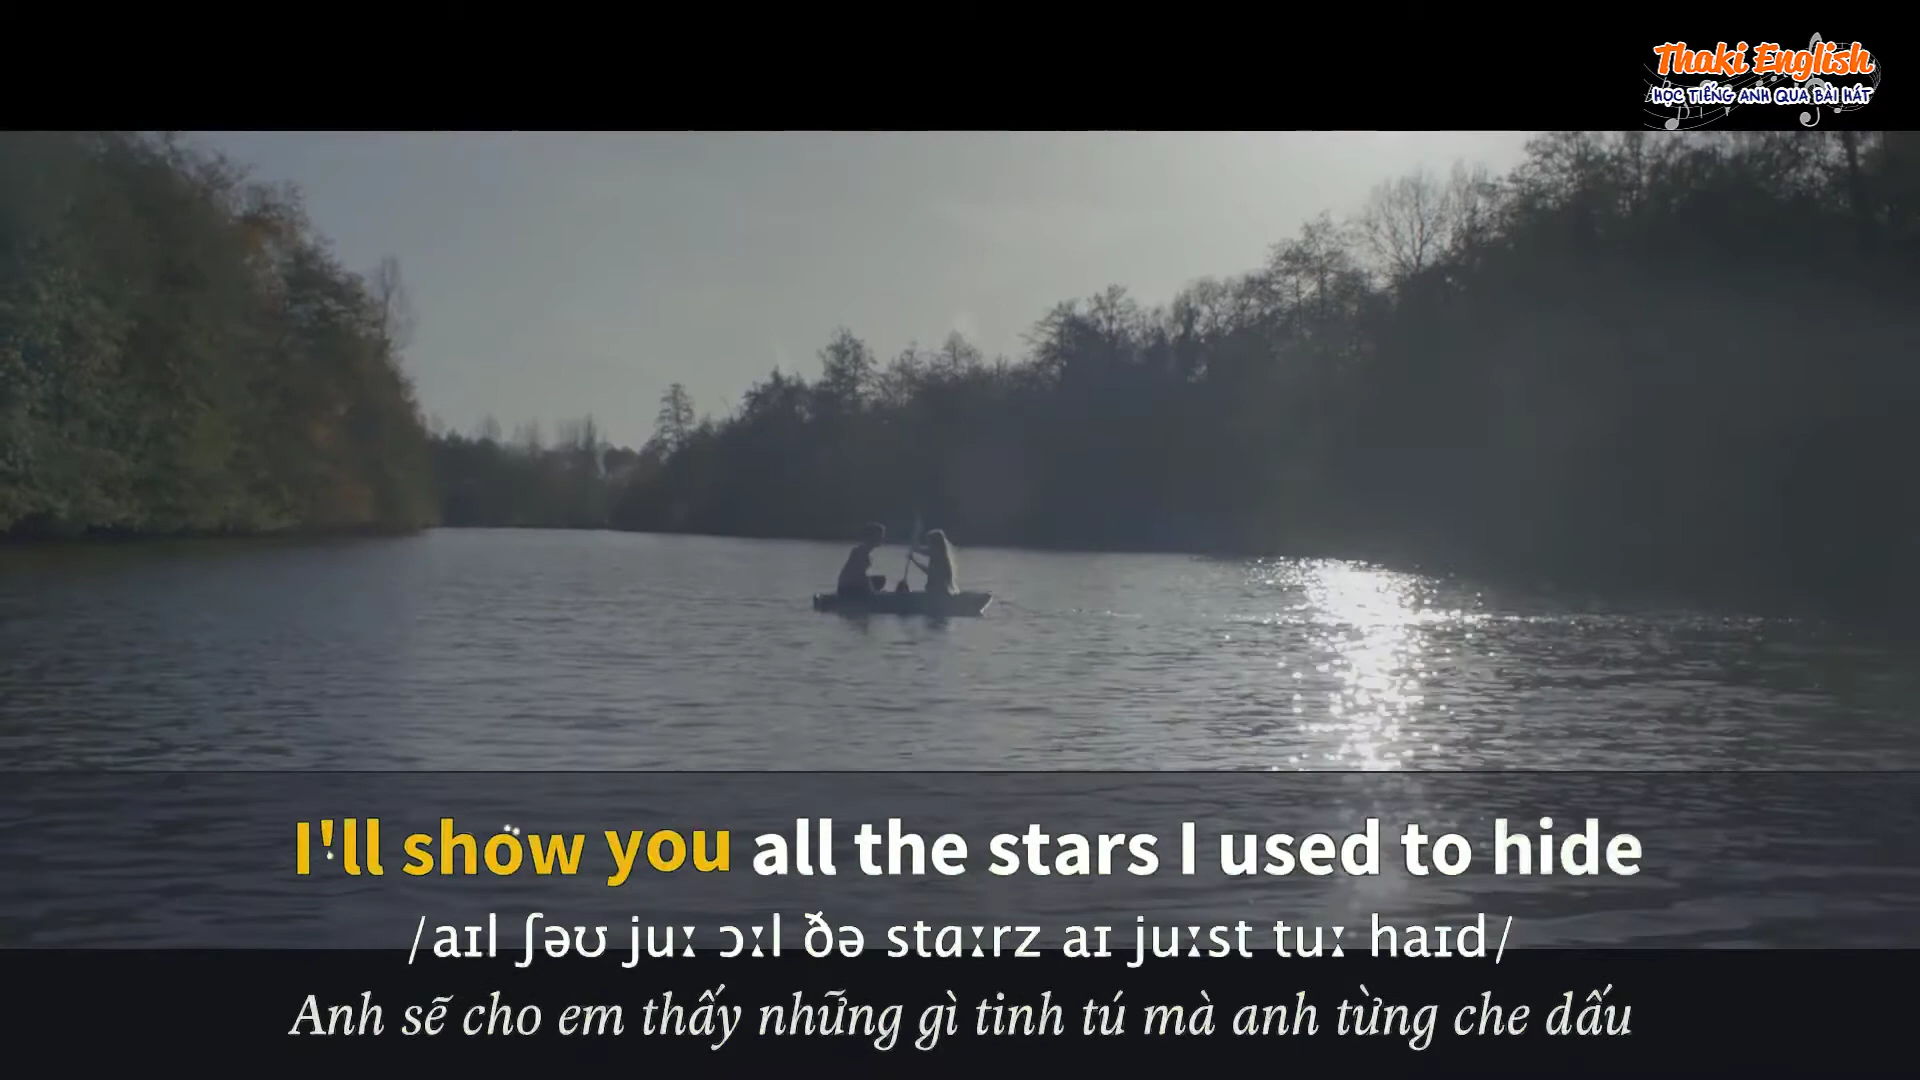 Thaki English
HỌC TIẾNG ANH QUA BÀI HÁT
I'll show you all the stars I used to hide
/aɪl ʃəʊ juː ɔːl ðə stɑːrz aɪ juːst tuː haɪd/
Anh sẽ cho em thấy những gì tinh tú mà anh từng che dấu